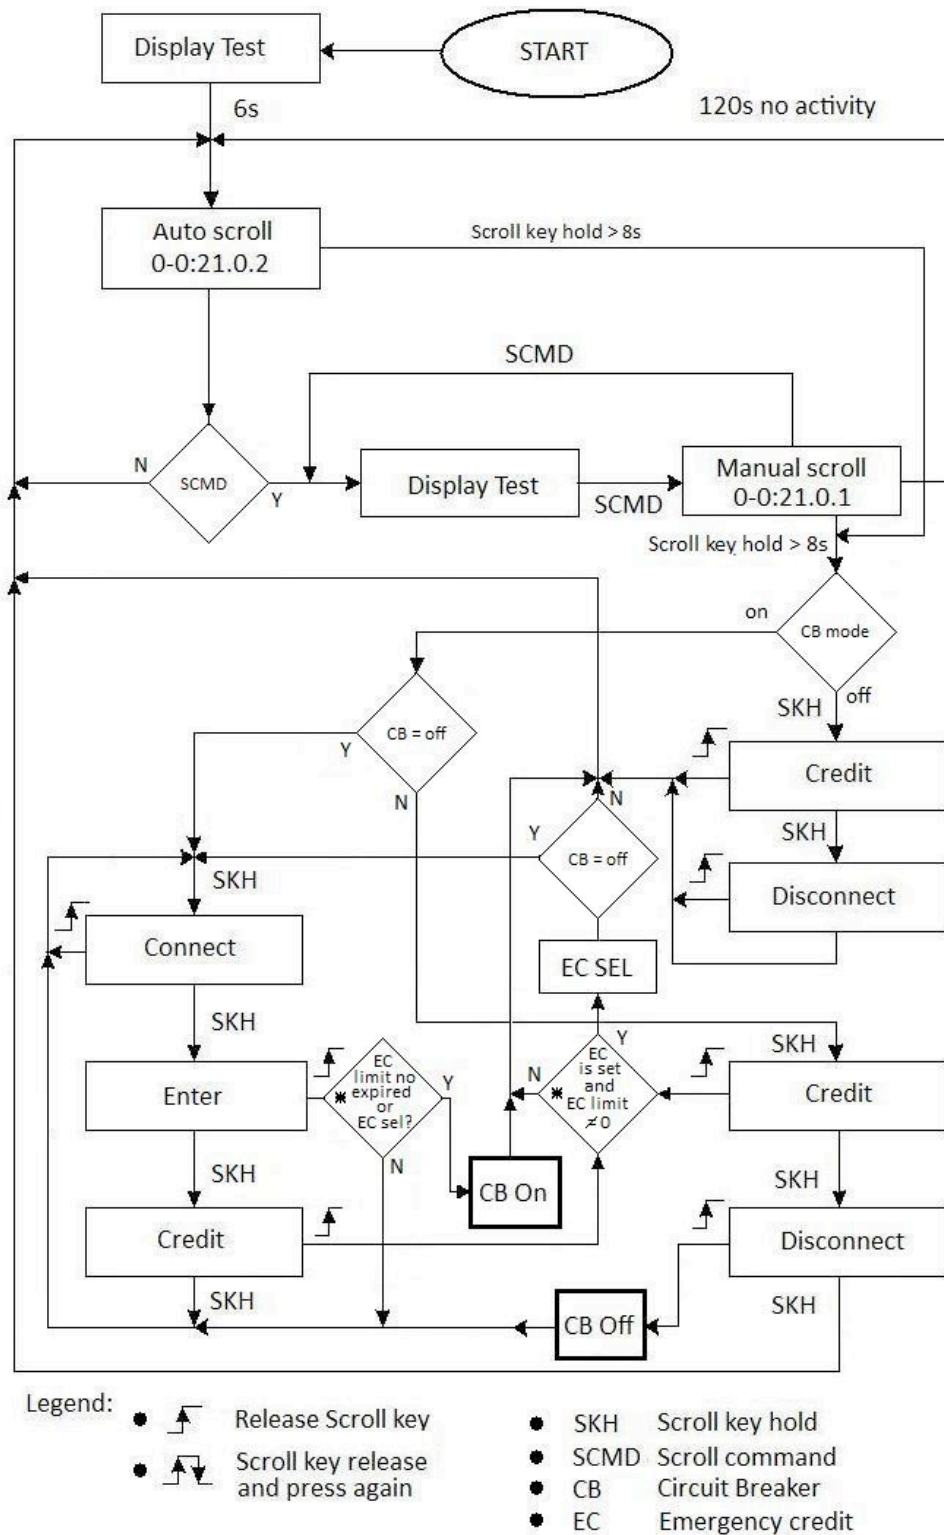 Display Test
START
6s
120s no activity
Auto scroll
0-0:21.0.2
Scroll key hold > 8s
SCMD
N
SCMD
Y
Display Test
SCMD
Manual scroll
0-0:21.0.1
Scroll key hold > 8s
on
CB mode
off
SKH
CB = off
Y
N
Credit
SKH
N
Y
CB = off
Disconnect
SKH
Connect
EC SEL
SKH
Y
SKH
Enter
EC
limit no
* expired
or
EC sel?
Y
N
N
EC
is set
* and
EC limit
≠0
Credit
SKH
CB On
SKH
Credit
Disconnect
SKH
SKH
CB Off
Legend:
• Release Scroll key
• Scroll key release
and press again
• SKH Scroll key hold
• SCMD Scroll command
• CB Circuit Breaker
• EC Emergency credit